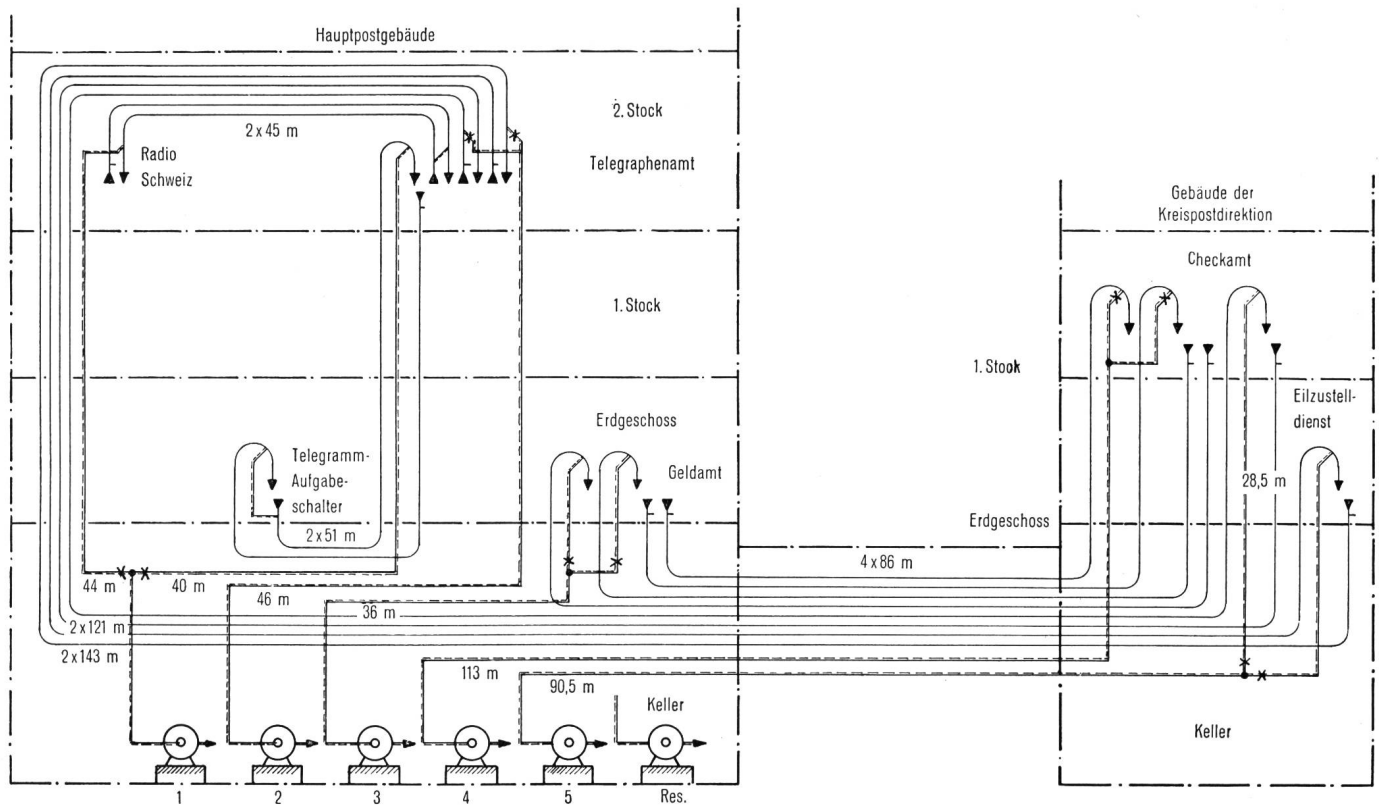 Hauptpostgebäude
2. Stock
2 x 45 m
Radio
Schweiz
Telegraphenamt
Gebäude der
Kreispostdirektion
Checkamt
1. Stock
1. Stock
Eilzustell-
dienst
Erdgeschoss
Telegramm-
Aufgabe-
schalter
Geldamt
28,5 m
Erdgeschoss
2 x 51 m
4 x 86 m
44 m
40 m
46 m
36 m
2 x 121 m
2 x 143 m
113 m
90,5 m
Keller
Keller
1
2
3
4
5
Res.